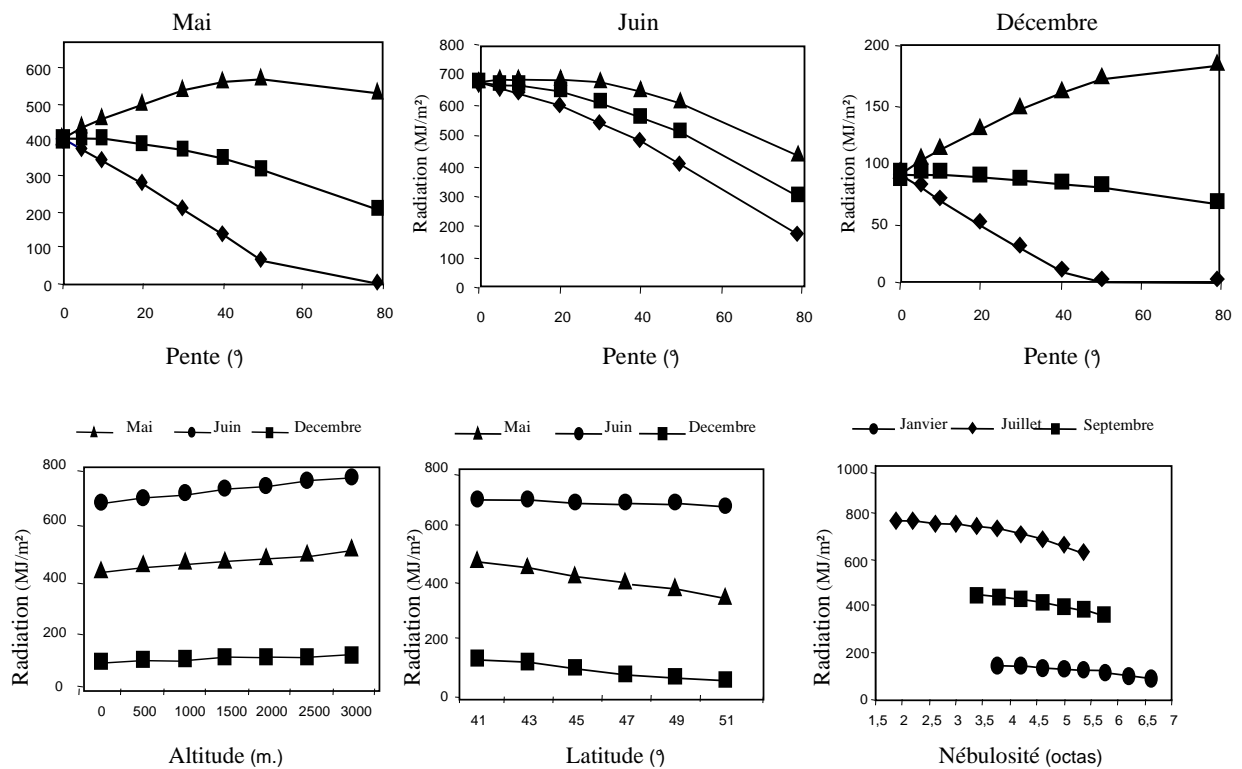 Mai
600
500
400
300
200
100
0
0 20 40 60 80
Pente (°)
Juin
Radiation (MJ/m²)
800
700
600
500
400
300
200
100
0
0 20 40 60 80
Pente (°)
Décembre
Radiation (MJ/m²)
200
150
100
50
0
0 20 40 60 80
Pente (°)
Mai Juin Decembre
Radiation (MJ/m²)
800
600
400
200
0
0 500 1000 1500 2000 2500 3000
Altitude (m.)
Mai Juin Decembre
Radiation (MJ/m²)
800
600
400
200
0
41 43 45 47 49 51
Latitude (°)
Janvier Juillet Septembre
Radiation (MJ/m²)
1000
800
600
400
200
0
1,5 2 2,5 3 3,5 4 4,5 5 5,5 6 6,5 7
Nébulosité (octas)